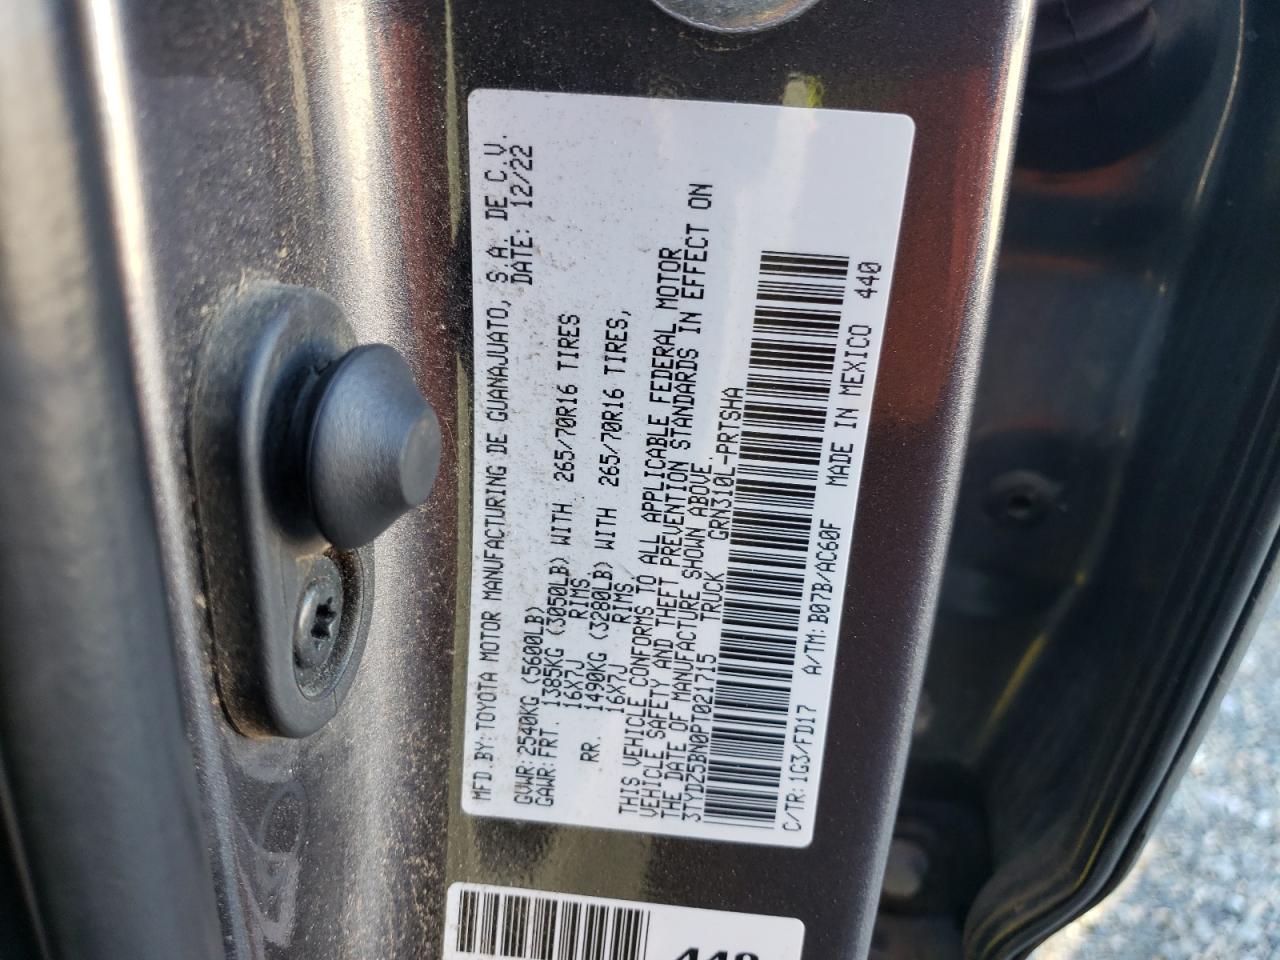 MFD.BY:TOYOTA MOTOR MANUFACTURING DE GUANAJUATO, S.A. DE C.V.
DATE: 12/22
GVWR:2540KG (5600LB)
GAWR:FRT. 1385KG (3050LB) WITH 265/70R16 TIRES
16X7J RIMS,
RR. 1490KG (3280LB) WITH 265/70R16 TIRES,
16X7J RIMS,
THIS VEHICLE CONFORMS TO ALL APPLICABLE FEDERAL MOTOR
VEHICLE SAFETY AND THEFT PREVENTION STANDARDS IN EFFECT ON
THE DATE OF MANUFACTURE SHOWN ABOVE.
3TYDZ5BN0PT021715 TRUCK GRN310L-PRTSHA
C/TR:1G3/FD17 A/TM:B07B/AC60F MADE IN MEXICO 440